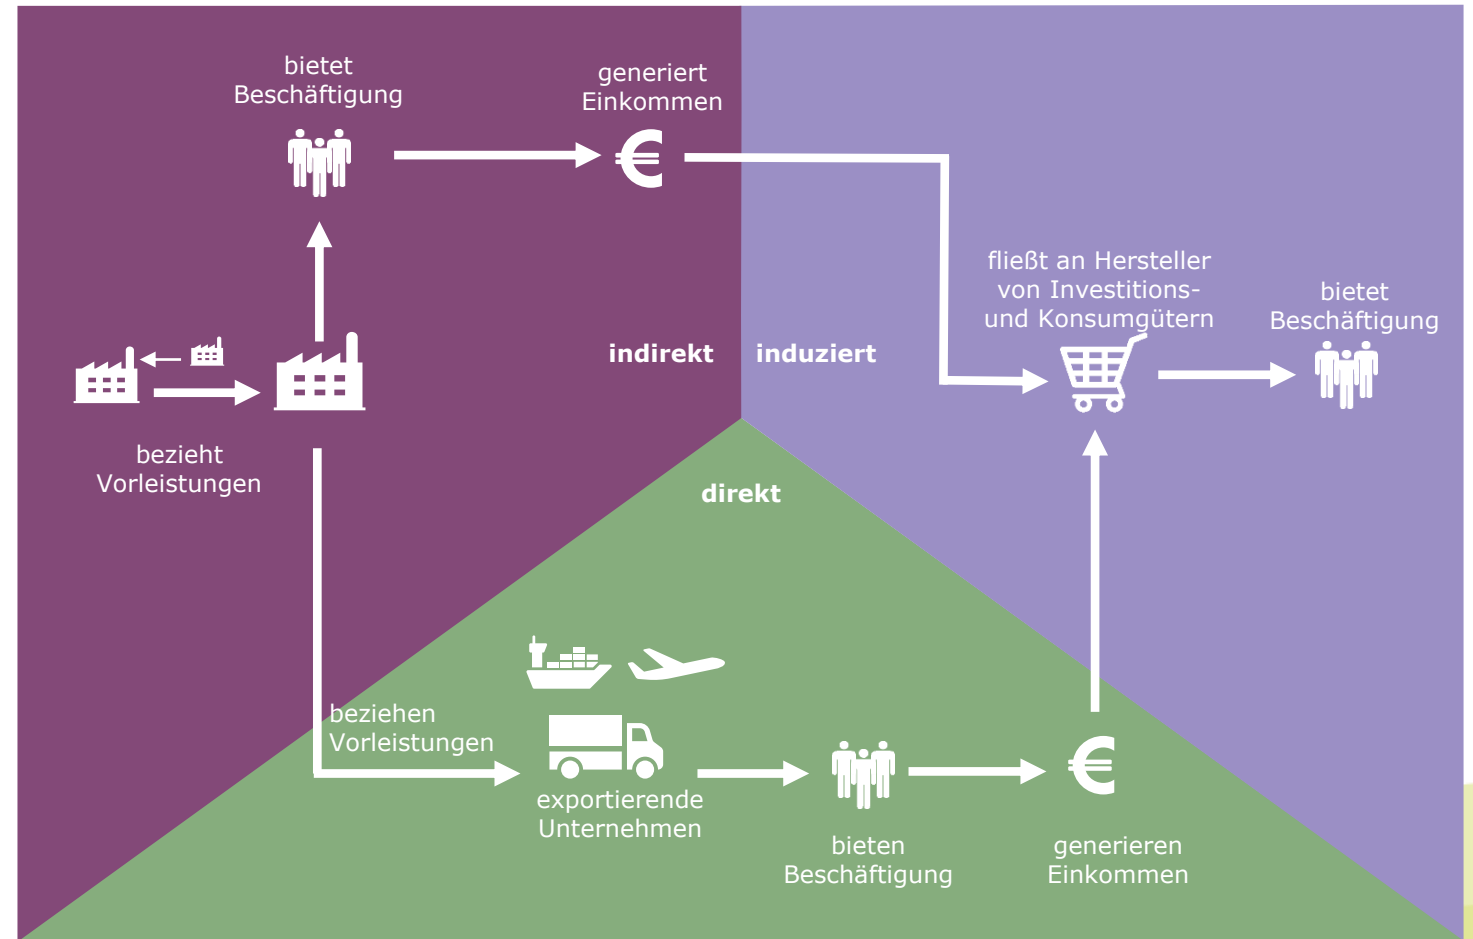 bietet
Beschäftigung
generiert
Einkommen
fließt an Hersteller
von Investitions-
und Konsumgütern
bietet
Beschäftigung
indirekt
induziert
bezieht
Vorleistungen
direkt
beziehen
Vorleistungen
exportierende
Unternehmen
bieten
Beschäftigung
generieren
Einkommen